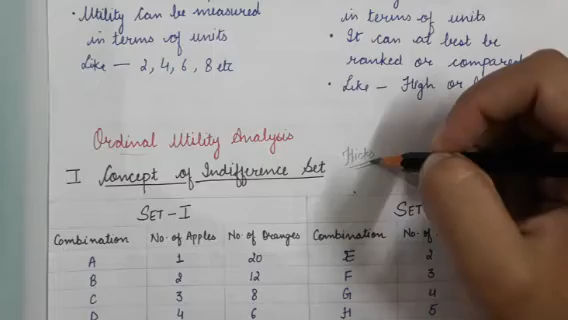 • Utility can be measured
in terms of units
Like — 2, 4, 6, 8 etc
in terms of units
• It can at best be
ranked or compared
• Like — High or
Ordinal Utility Analysis
I Concept of Indifference Set
Hicks
SET-I
Combination No. of Apples No. of Oranges
A 1 20
B 2 12
C 3 8
D 4 6
SET
Combination No. of
E 2
F 3
G 4
H 5